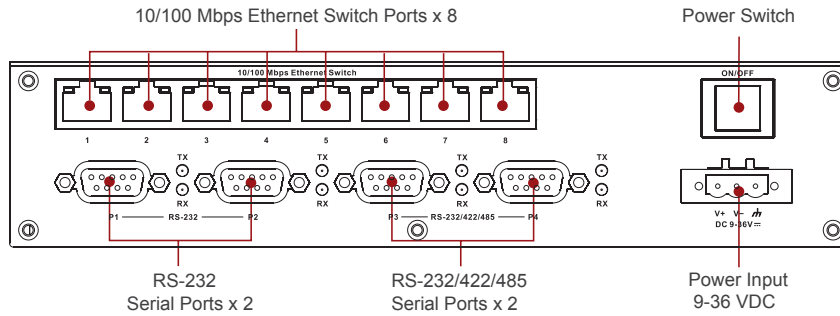 10/100 Mbps Ethernet Switch Ports x 8
Power Switch
10/100 Mbps Ethernet Switch
ON/OFF
1 2 3 4 5 6 7 8
TX TX TX TX
RX RX RX RX
P1 RS-232 P2 P3 RS-232/422/485 P4
V+ V-
DC 9-36V
RS-232
Serial Ports x 2
RS-232/422/485
Serial Ports x 2
Power Input
9-36 VDC